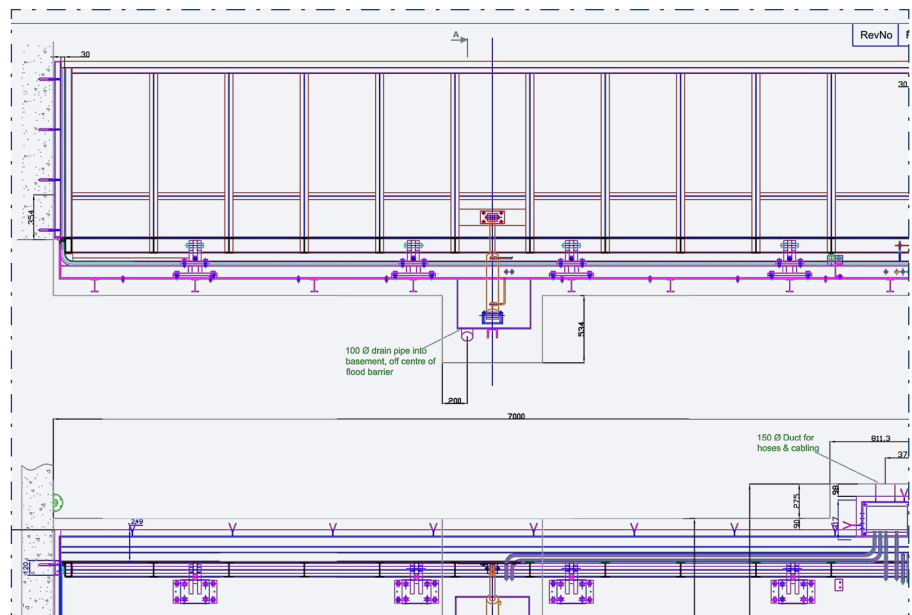 A
RevNo
30
30
354
534
100 Ø drain pipe into
basement, off centre of
flood barrier
200
7000
150 Ø Duct for
hoses & cabling
811.3
37
98
275
90
249
120